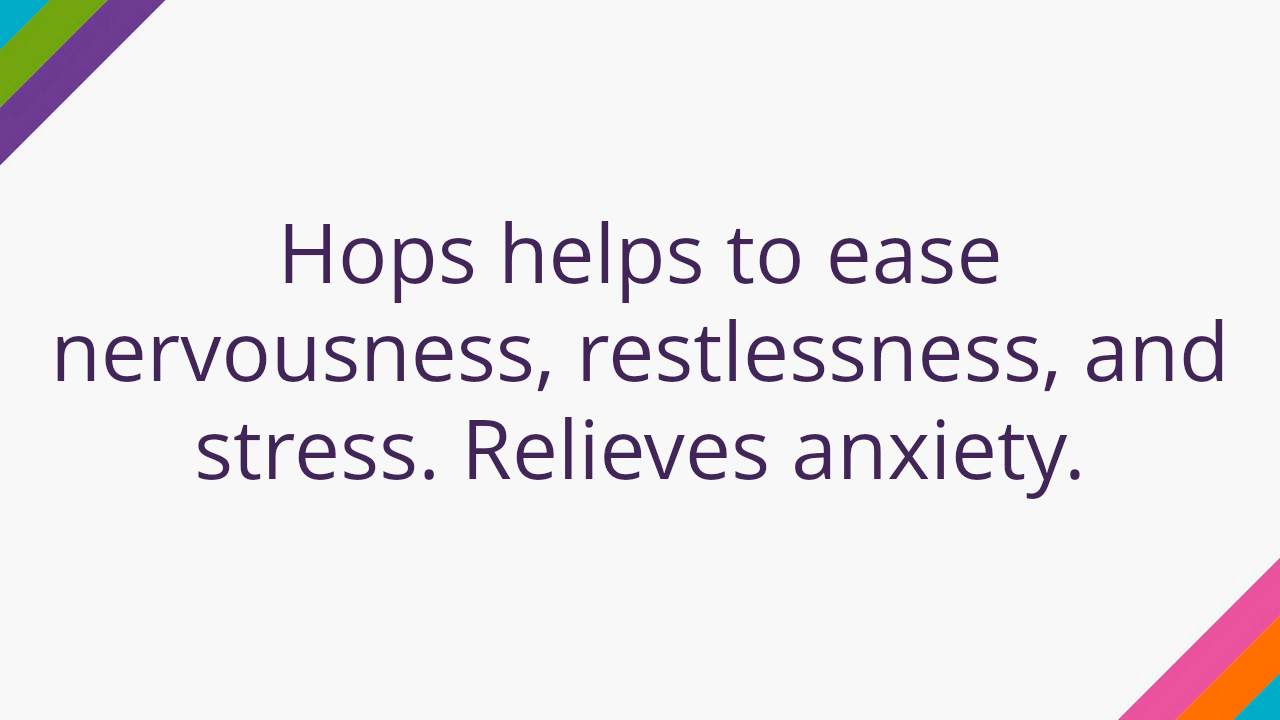 Hops helps to ease
nervousness, restlessness, and
stress. Relieves anxiety.